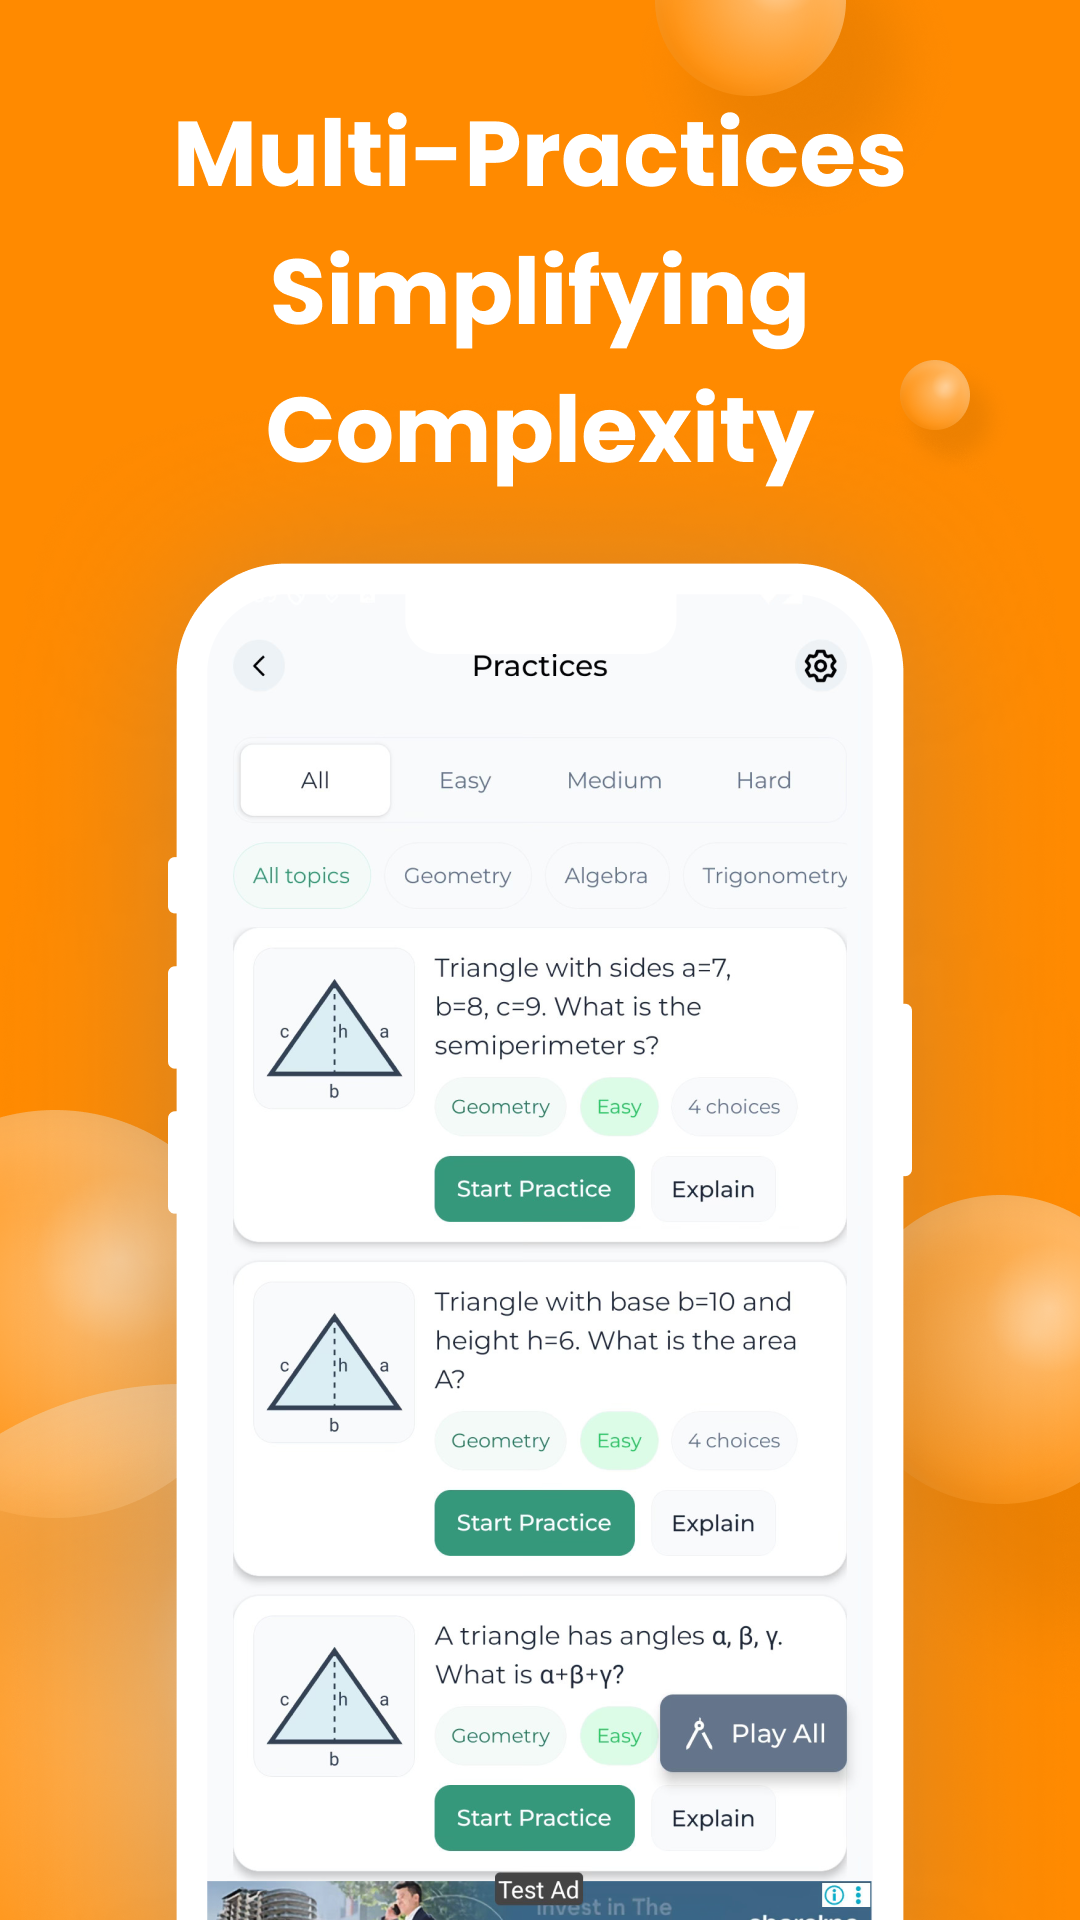 Multi-Practices
Simplifying
Complexity
Practices
All Easy Medium Hard
All topics Geometry Algebra Trigonometry
Triangle with sides a=7,
b=8, c=9. What is the
semiperimeter s?
c h a
b
Geometry Easy 4 choices
Start Practice Explain
Triangle with base b=10 and
height h=6. What is the area
A?
c h a
b
Geometry Easy 4 choices
Start Practice Explain
A triangle has angles α, β, γ.
What is α+β+γ?
c h a
b
Geometry Easy
Play All
Start Practice Explain
Test Ad
Invest in The